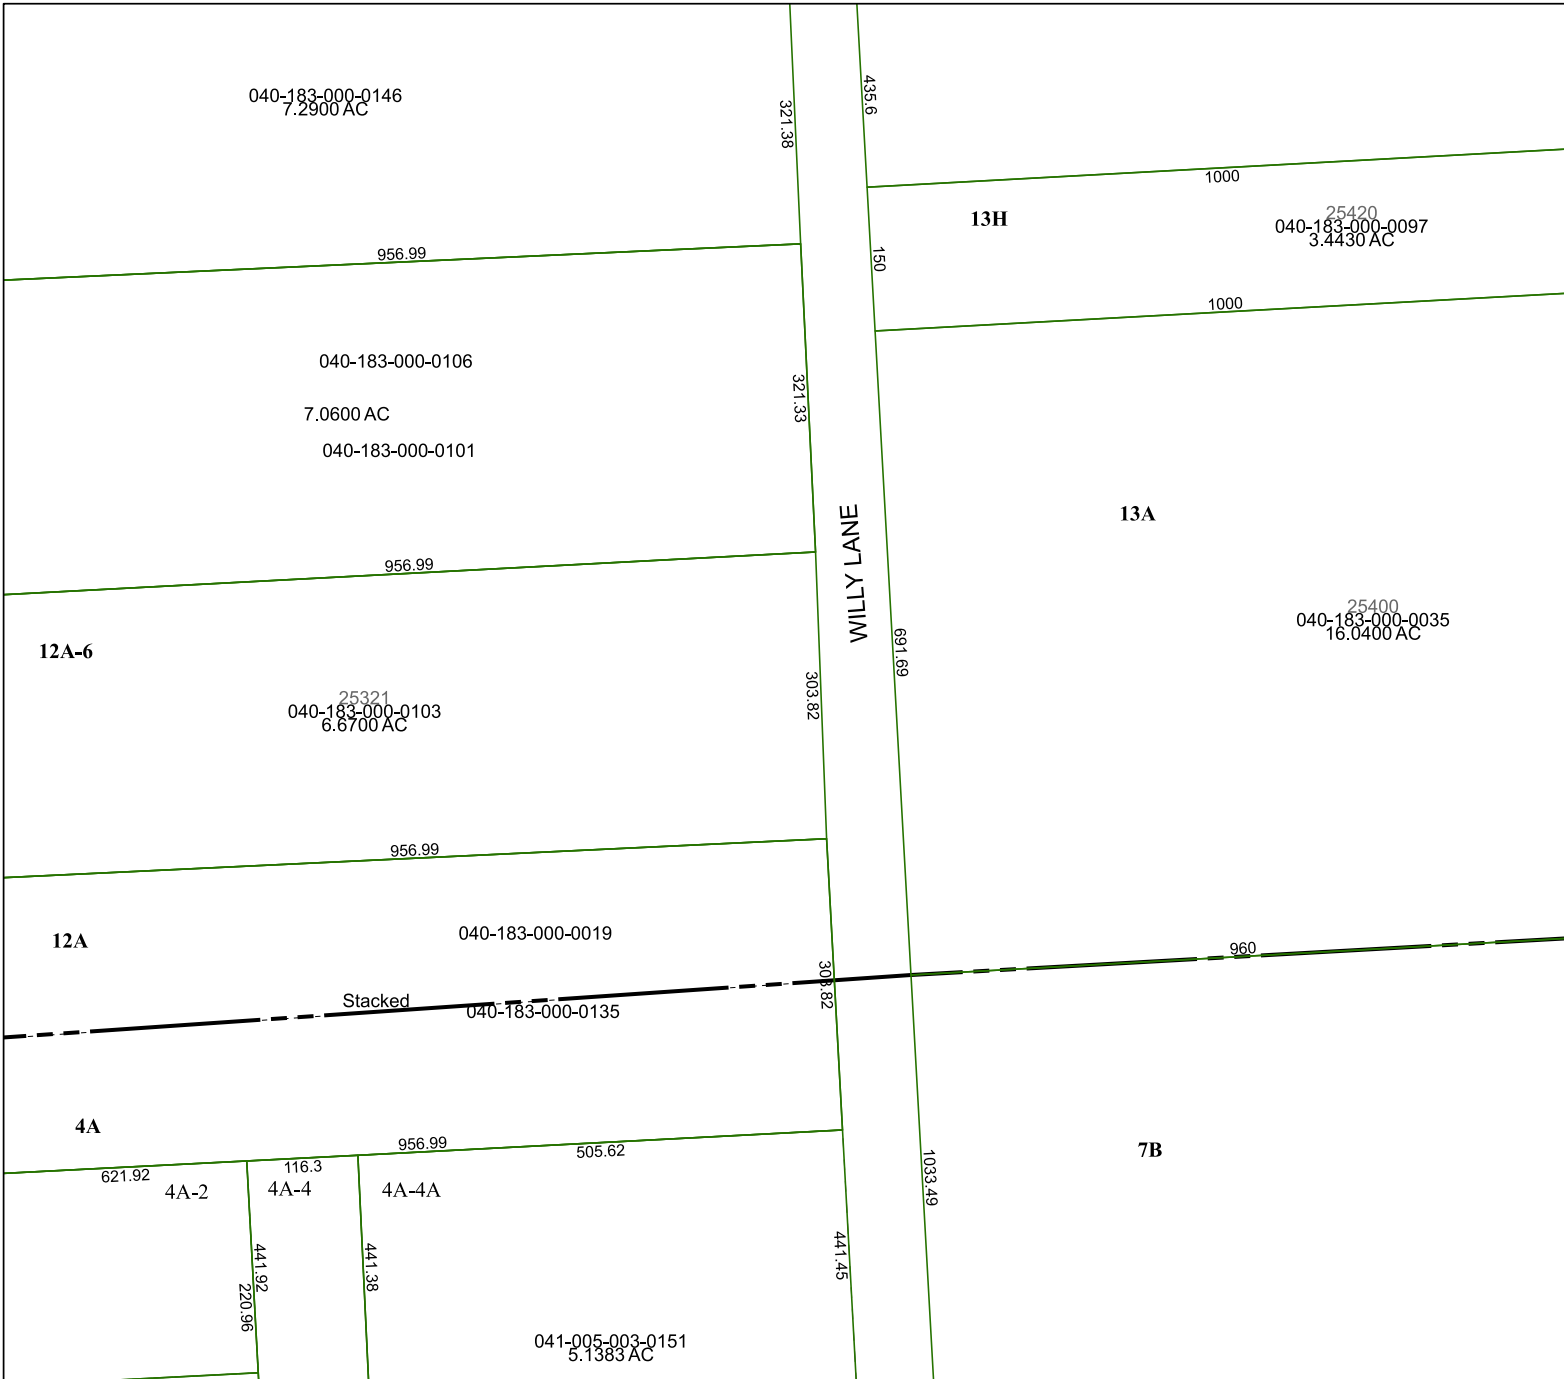 040-183-000-0146
7.2900 AC
321.38
435.6
1000
13H
25420
040-183-000-0097
3.4430 AC
150
956.99
1000
040-183-000-0106
7.0600 AC
040-183-000-0101
321.33
WILLY LANE
13A
956.99
25400
040-183-000-0035
16.0400 AC
691.69
12A-6
25321
040-183-000-0103
6.6700 AC
303.82
956.99
12A
040-183-000-0019
960
303.82
Stacked
040-183-000-0135
4A
956.99
505.62
7B
621.92
116.3
4A-2
4A-4
4A-4A
1033.49
441.92
220.96
441.38
441.45
041-005-003-0151
5.1383 AC